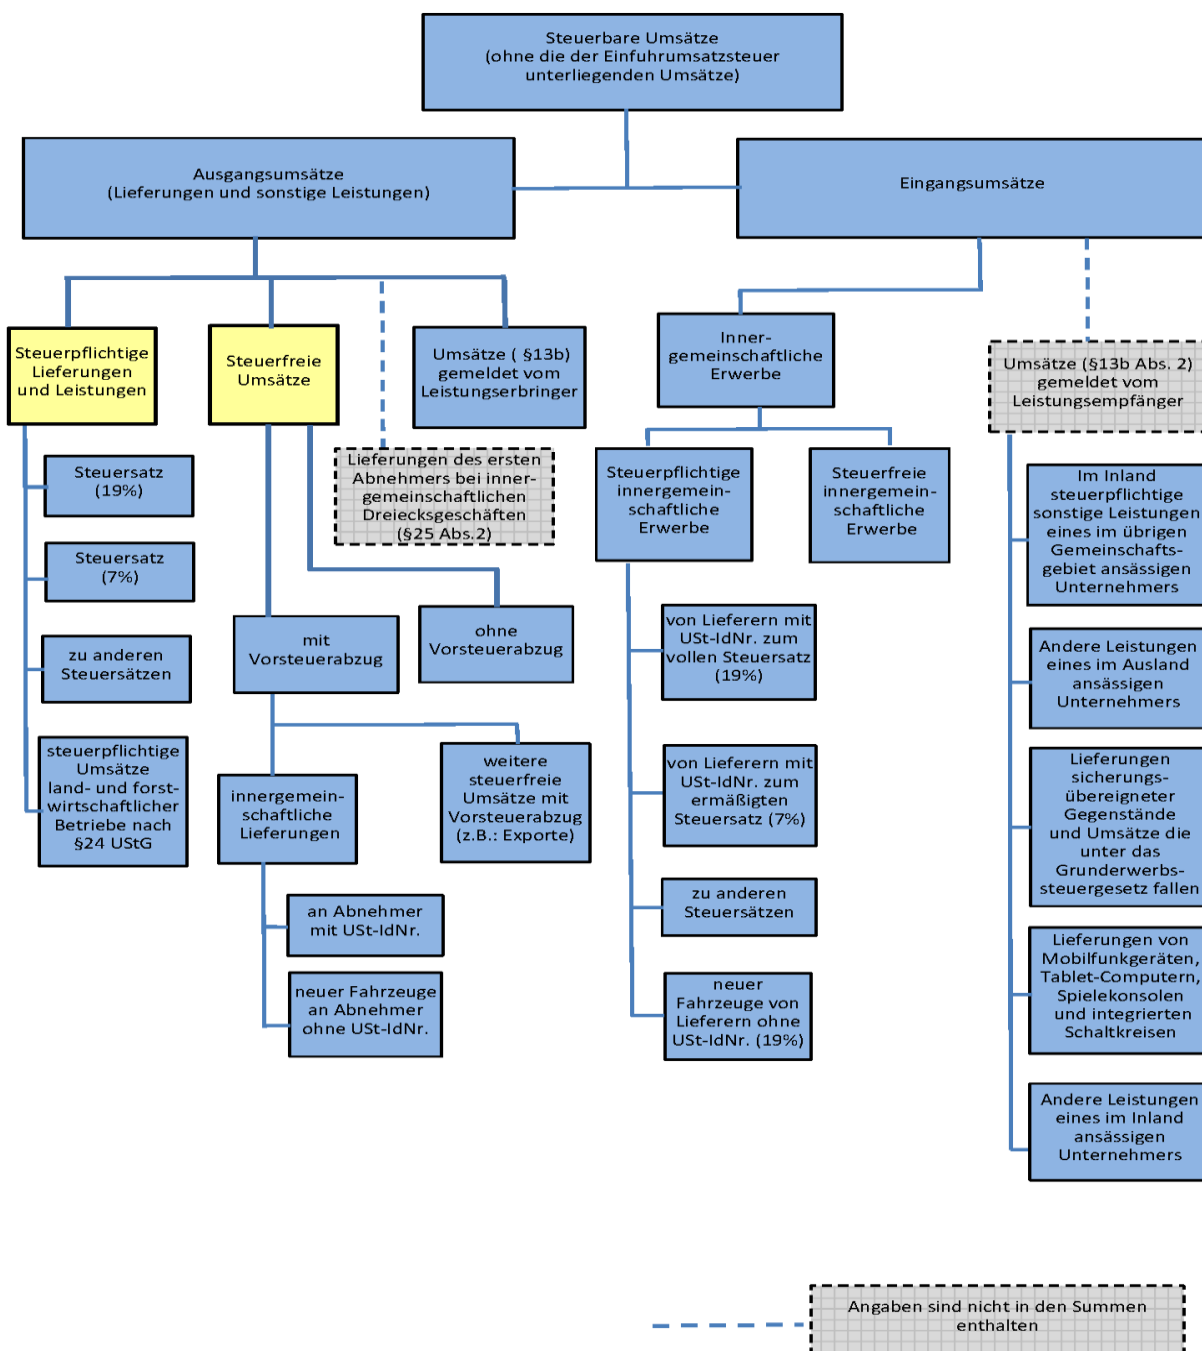 Steuerbare Umsätze
(ohne die der Einfuhrumsatzsteuer
unterliegenden Umsätze)
Ausgangsumsätze
(Lieferungen und sonstige Leistungen)
Eingangsumsätze
Steuerpflichtige
Lieferungen
und Leistungen
Steuerfreie
Umsätze
Umsätze ( §13b)
gemeldet vom
Leistungserbringer
Lieferungen des ersten
Abnehmers bei inner-
gemeinschaftlichen
Dreiecksgeschäften
(§25 Abs.2)
Inner-
gemeinschaftliche
Erwerbe
Umsätze (§13b Abs. 2)
gemeldet vom
Leistungsempfänger
Steuersatz
(19%)
Steuersatz
(7%)
zu anderen
Steuersätzen
steuerpflichtige
Umsätze
land- und forst-
wirtschaftlicher
Betriebe nach
§24 UStG
mit
Vorsteuerabzug
ohne
Vorsteuerabzug
innergemein-
schaftliche
Lieferungen
weitere
steuerfreie
Umsätze mit
Vorsteuerabzug
(z.B.: Exporte)
an Abnehmer
mit USt-IdNr.
neuer Fahrzeuge
an Abnehmer
ohne USt-IdNr.
Steuerpflichtige
innergemein-
schaftliche
Erwerbe
Steuerfreie
innergemein-
schaftliche
Erwerbe
von Lieferern mit
USt-IdNr. zum
vollen Steuersatz
(19%)
von Lieferern mit
USt-IdNr. zum
ermäßigten
Steuersatz (7%)
zu anderen
Steuersätzen
neuer
Fahrzeuge von
Lieferern ohne
USt-IdNr. (19%)
Im Inland
steuerpflichtige
sonstige Leistungen
eines im übrigen
Gemeinschafts-
gebiet ansässigen
Unternehmers
Andere Leistungen
eines im Ausland
ansässigen
Unternehmers
Lieferungen
sicherungs-
übereigneter
Gegenstände
und Umsätze die
unter das
Grunderwerbs-
steuergesetz fallen
Lieferungen von
Mobilfunkgeräten,
Tablet-Computern,
Spielekonsolen
und integrierten
Schaltkreisen
Andere Leistungen
eines im Inland
ansässigen
Unternehmers
Angaben sind nicht in den Summen
enthalten